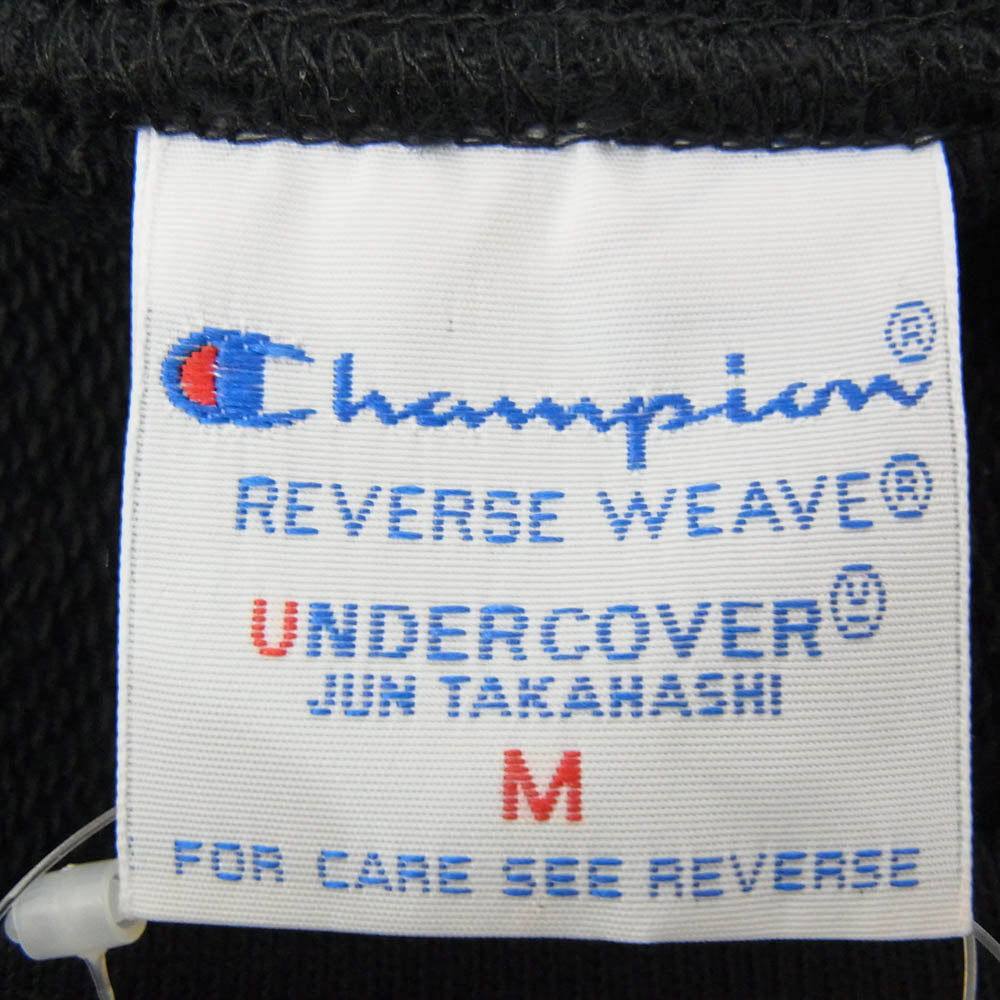 Champion®
REVERSE WEAVE®
UNDERCOVER
JUN TAKAHASHI
M
FOR CARE SEE REVERSE